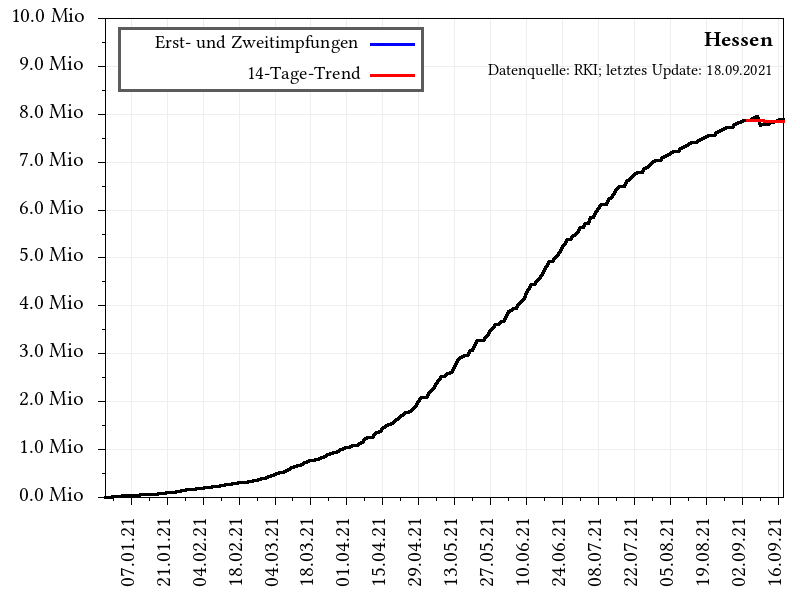 Hessen
Datenquelle: RKI; letztes Update: 18.09.2021
Erst- und Zweitimpfungen
14-Tage-Trend
10.0 Mio
9.0 Mio
8.0 Mio
7.0 Mio
6.0 Mio
5.0 Mio
4.0 Mio
3.0 Mio
2.0 Mio
1.0 Mio
0.0 Mio
07.01.21
21.01.21
04.02.21
18.02.21
04.03.21
18.03.21
01.04.21
15.04.21
29.04.21
13.05.21
27.05.21
10.06.21
24.06.21
08.07.21
22.07.21
05.08.21
19.08.21
02.09.21
16.09.21